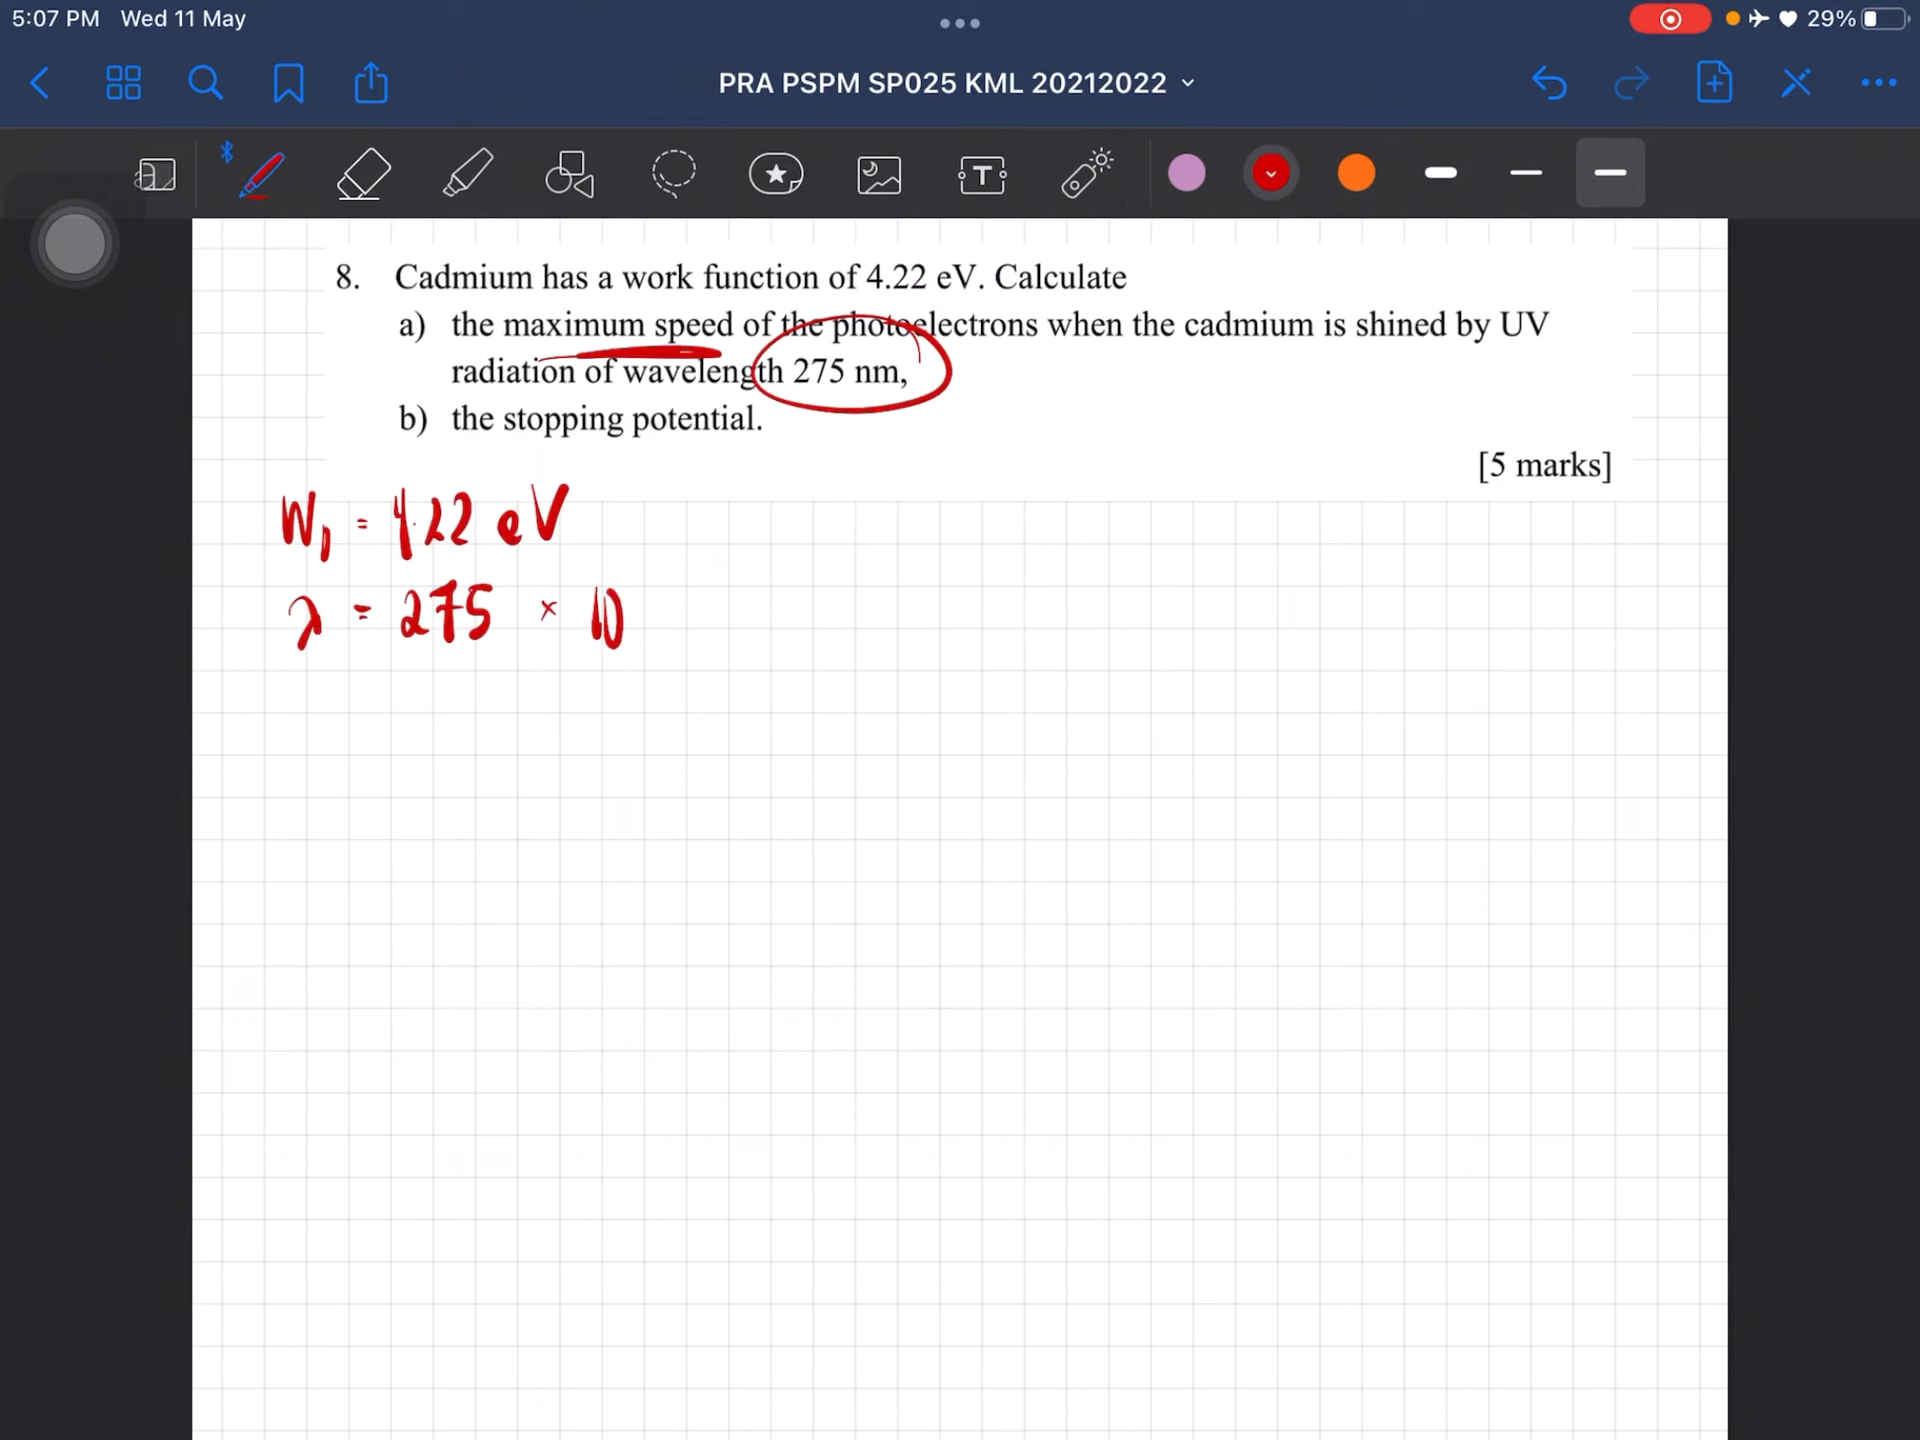 5:07 PM Wed 11 May
29%
PRA PSPM SP025 KML 20212022
8. Cadmium has a work function of 4.22 eV. Calculate
a) the maximum speed of the photoelectrons when the cadmium is shined by UV
radiation of wavelength 275 nm,
b) the stopping potential.
[5 marks]
W₀ = 4.22 eV
λ = 275 × 10